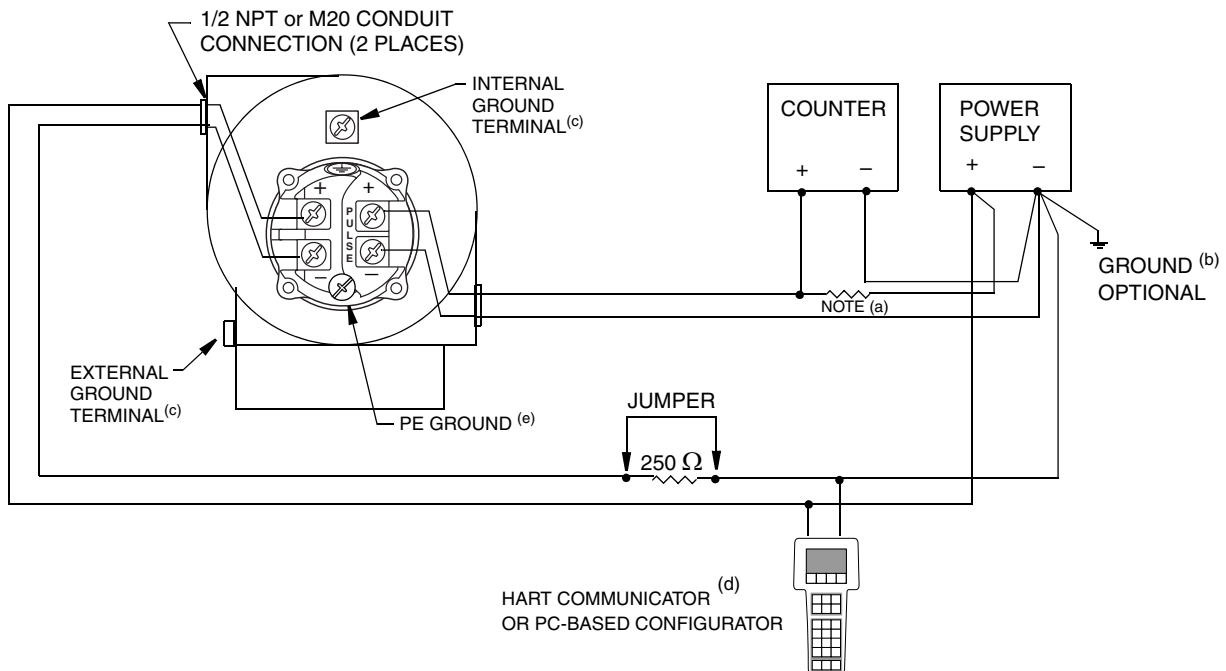 1/2 NPT or M20 CONDUIT
CONNECTION (2 PLACES)
INTERNAL
GROUND
TERMINAL(c)
COUNTER
+ –
POWER
SUPPLY
+ –
+ +
PULSE
– –
GROUND (b)
OPTIONAL
NOTE (a)
EXTERNAL
GROUND
TERMINAL(c)
PE GROUND (e)
JUMPER
250 Ω
HART COMMUNICATOR (d)
OR PC-BASED CONFIGURATOR